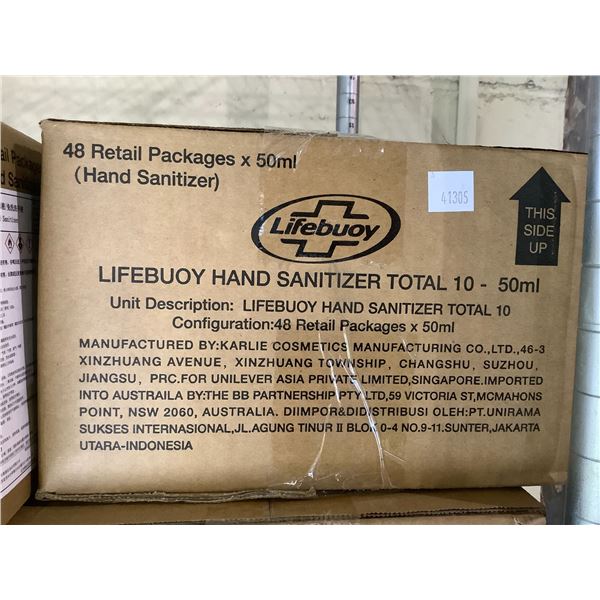 48 Retail Packages x 50ml
(Hand Sanitizer)
41305
Lifebuoy
THIS
SIDE
UP
LIFEBUOY HAND SANITIZER TOTAL 10 - 50ml
Unit Description: LIFEBUOY HAND SANITIZER TOTAL 10
Configuration:48 Retail Packages x 50ml
MANUFACTURED BY:KARLIE COSMETICS MANUFACTURING CO.,LTD.,46-3
XINZHUANG AVENUE, XINZHUANG TOWNSHIP, CHANGSHU, SUZHOU,
JIANGSU, PRC.FOR UNILEVER ASIA PRIVATE LIMITED,SINGAPORE.IMPORTED
INTO AUSTRAILA BY:THE BB PARTNERSHIP PTY LTD,59 VICTORIA ST,MCMAHONS
POINT, NSW 2060, AUSTRALIA. DIIMPOR&DIDISTRIBUSI OLEH:PT.UNIRAMA
SUKSES INTERNASIONAL,JL.AGUNG TINUR II BLOK 0-4 NO.9-11.SUNTER,JAKARTA
UTARA-INDONESIA